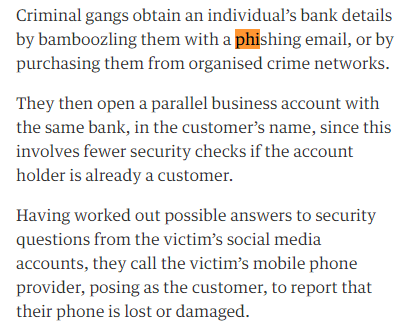 Criminal gangs obtain an individual’s bank details
by bamboozling them with a phishing email, or by
purchasing them from organised crime networks.
They then open a parallel business account with
the same bank, in the customer’s name, since this
involves fewer security checks if the account
holder is already a customer.
Having worked out possible answers to security
questions from the victim’s social media
accounts, they call the victim’s mobile phone
provider, posing as the customer, to report that
their phone is lost or damaged.